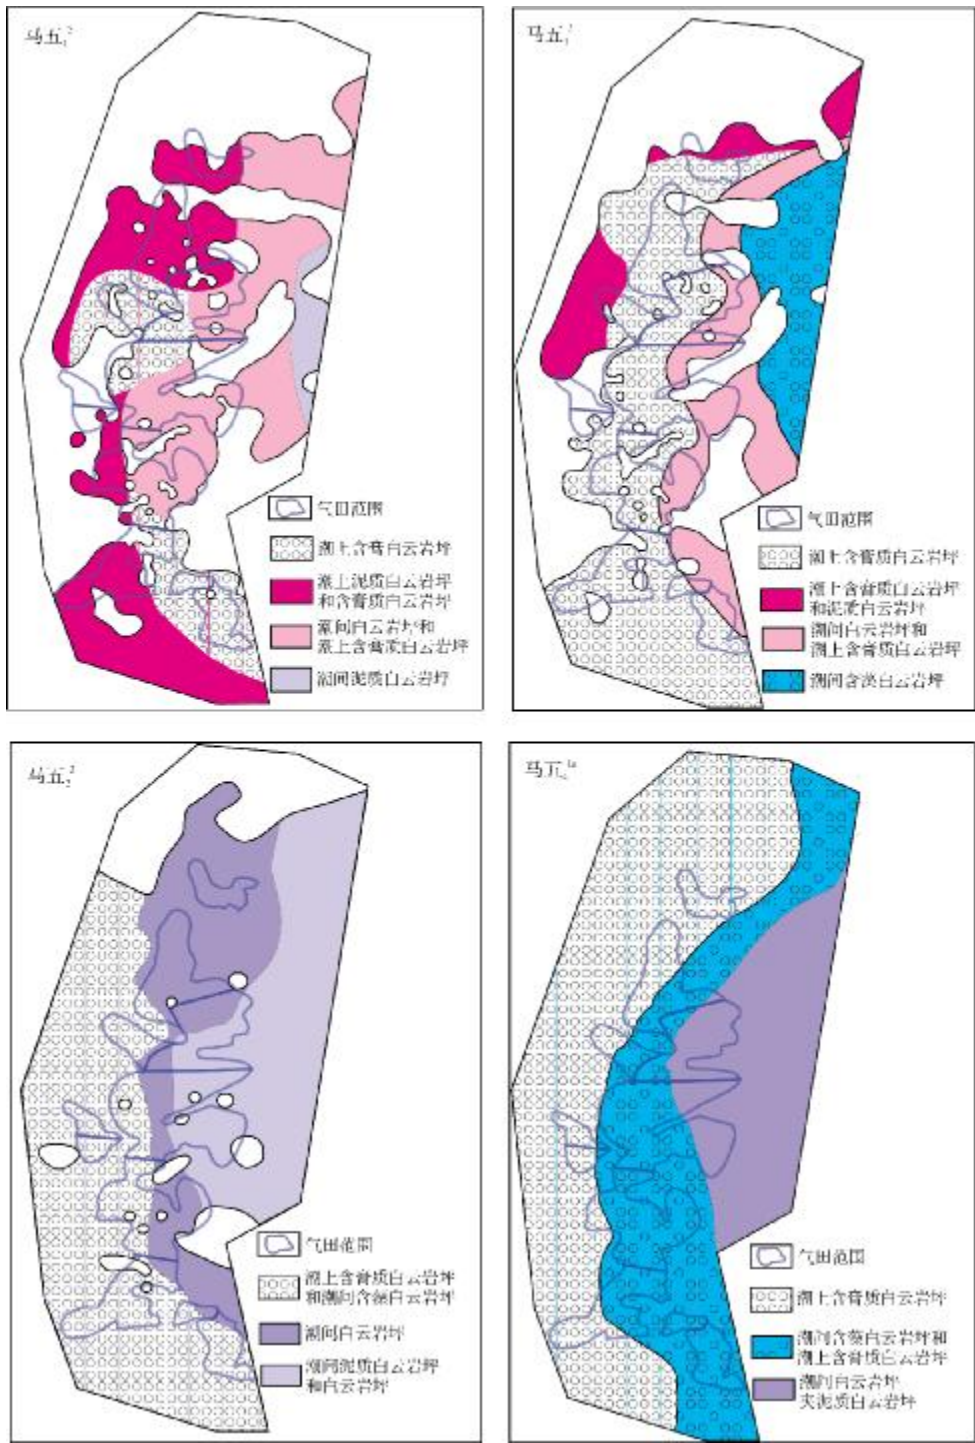 马五₁²
气田范围
潮上含膏白云岩坪
潮上泥质白云岩坪
和含膏质白云岩坪
潮间白云岩坪和
潮上含膏质白云岩坪
潮间泥质白云岩坪
气田范围
潮上含膏质白云岩坪
潮上含膏质白云岩坪
和泥质白云岩坪
潮间白云岩坪和
潮上含膏质白云岩坪
潮间含藻白云岩坪
气田范围
潮上含膏质白云岩坪
和潮间含藻白云岩坪
潮间白云岩坪
潮间泥质白云岩坪
和白云岩坪
气田范围
潮上含膏质白云岩坪
潮间含藻白云岩坪和
潮上含膏质白云岩坪
潮间白云岩坪
夹泥质白云岩坪